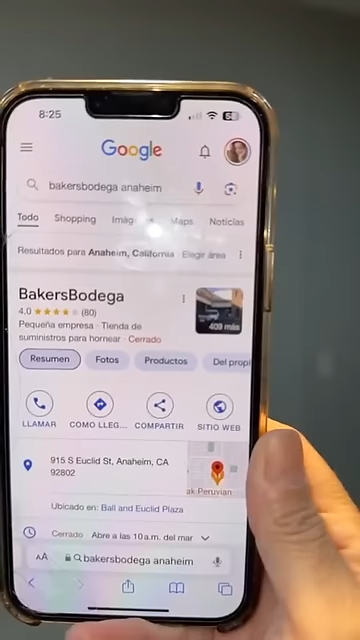 8:25
Google
bakersbodega anaheim
Todo Shopping Maps Noticias
Resultados para Anaheim, California · Elegir área
BakersBodega
4.0 (80)
409 más
Pequeña empresa · Tienda de
suministros para hornear · Cerrado
Resumen Fotos Productos Del propi
LLAMAR COMO LLEG... COMPARTIR SITIO WEB
915 S Euclid St, Anaheim, CA
92802
ak Peruvian
Ubicado en: Ball and Euclid Plaza
Cerrado · Abre a las 10 a.m. del mar
AA bakersbodega anaheim